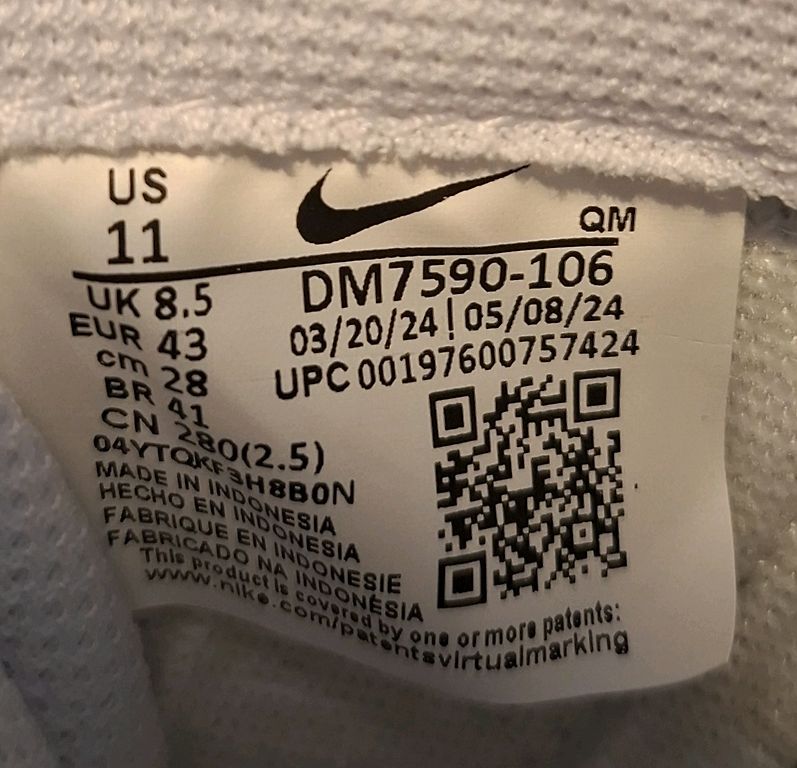 US
11
QM
UK 8.5
EUR 43
cm 28
BR 41
CN 280(2.5)
04YTQKF3H8B0N
MADE IN INDONESIA
HECHO EN INDONESIA
FABRIQUE EN INDONESIE
FABRICADO NA INDONÉSIA
DM7590-106
03/20/24 | 05/08/24
UPC 00197600757424
This product is covered by one or more patents:
www.nike.com/patentsvirtualmarking